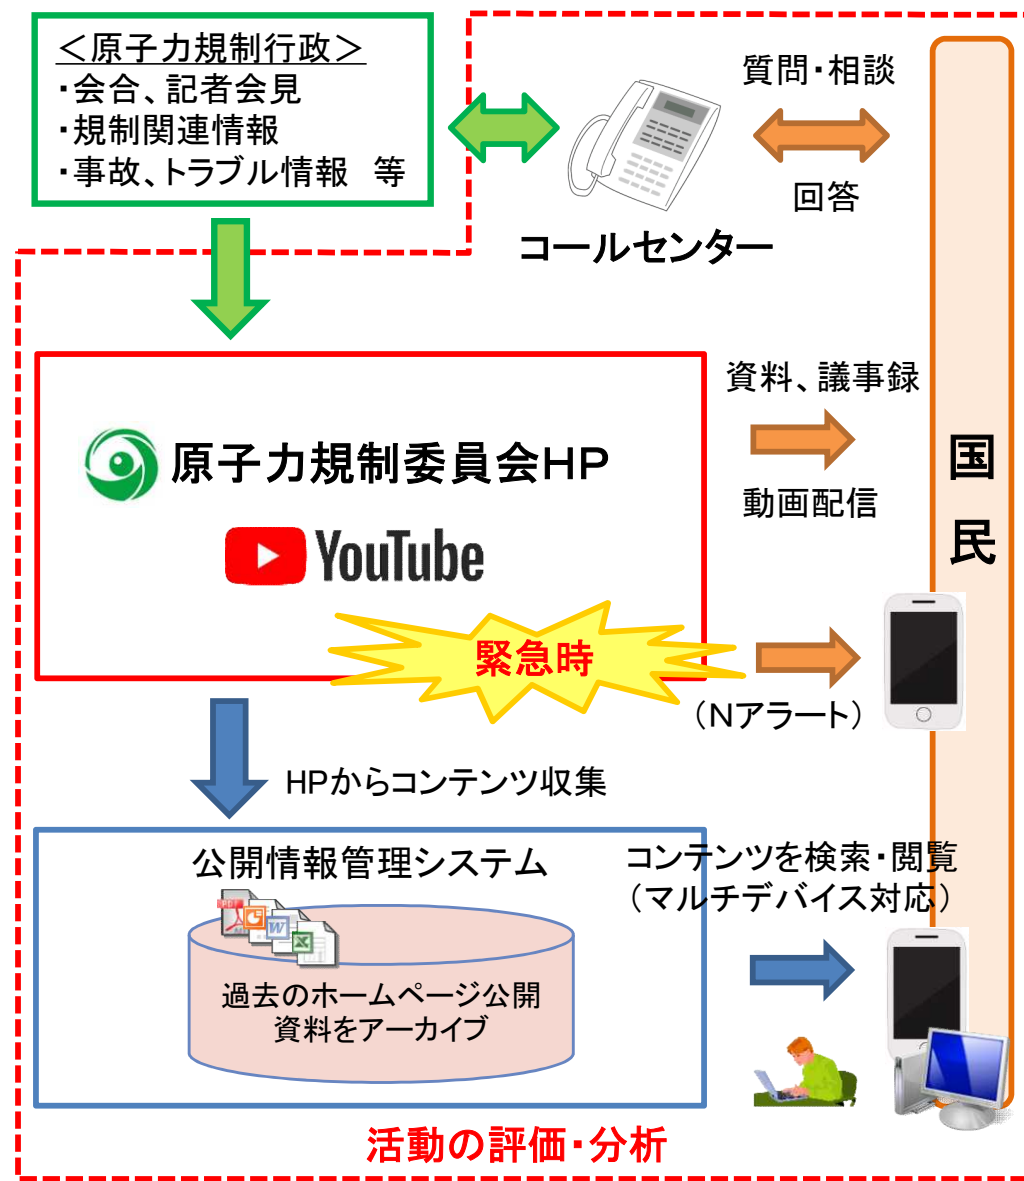 ＜原子力規制行政＞
・会合、記者会見
・規制関連情報
・事故、トラブル情報　等
質問・相談
回答
コールセンター
原子力規制委員会HP
YouTube
資料、議事録
動画配信
国民
緊急時
（Nアラート）
HPからコンテンツ収集
公開情報管理システム
コンテンツを検索・閲覧
（マルチデバイス対応）
PDF
W
X
過去のホームページ公開
資料をアーカイブ
活動の評価・分析